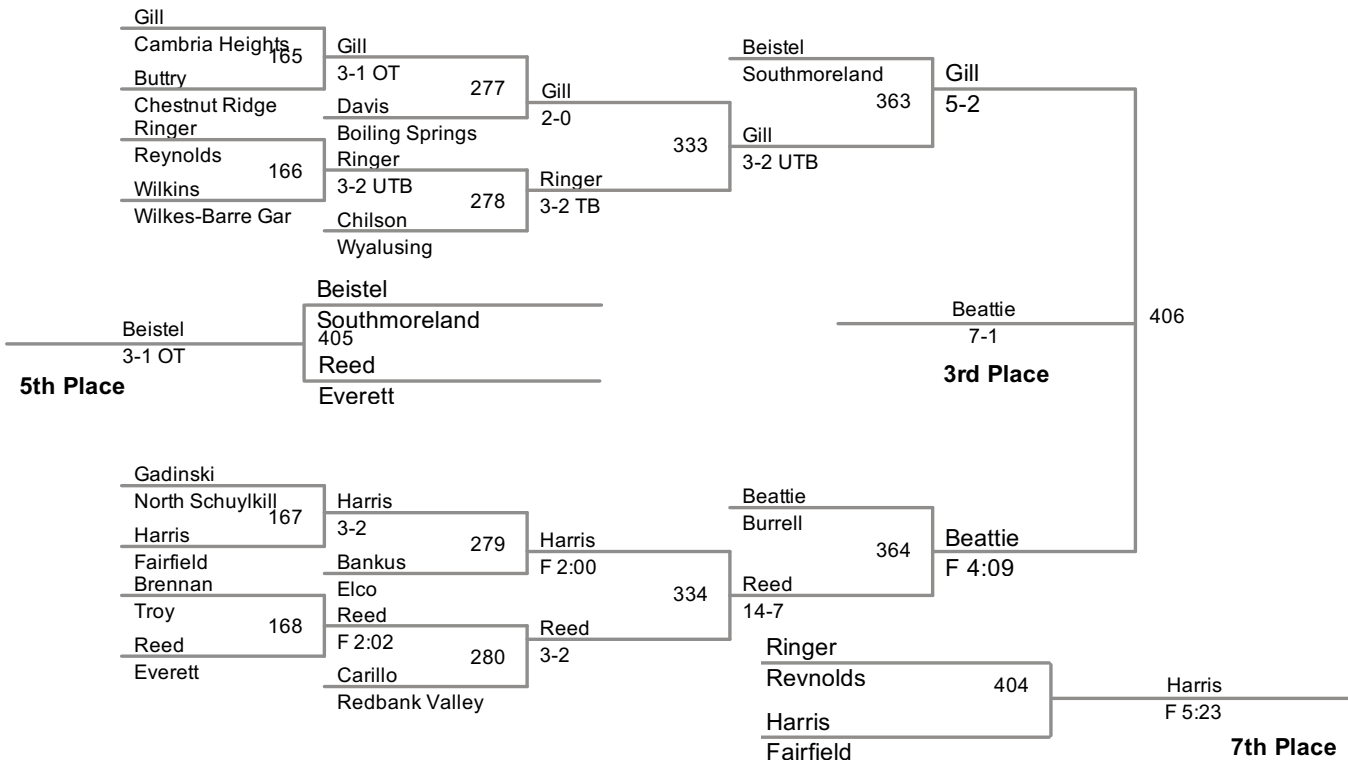 Gill
Cambria Heights
165
Buttry
Chestnut Ridge
Gill
3-1 OT
277
Davis
Boiling Springs
Gill
2-0
Ringer
Reynolds
166
Wilkins
Wilkes-Barre Gar
Ringer
3-2 UTB
278
Chilson
Wyalusing
Ringer
3-2 TB
333
Beistel
Southmoreland
363
Gill
3-2 UTB
Gill
5-2
Beistel
Southmoreland
405
Reed
Everett
Beistel
3-1 OT
5th Place
Beattie
7-1
3rd Place
406
Gadinski
North Schuylkill
167
Harris
Fairfield
Harris
3-2
279
Bankus
Elco
Harris
F 2:00
Brennan
Troy
168
Reed
Everett
Reed
F 2:02
280
Carillo
Redbank Valley
Reed
3-2
334
Beattie
Burrell
364
Reed
14-7
Beattie
F 4:09
Ringer
Reynolds
404
Harris
Fairfield
Harris
F 5:23
7th Place